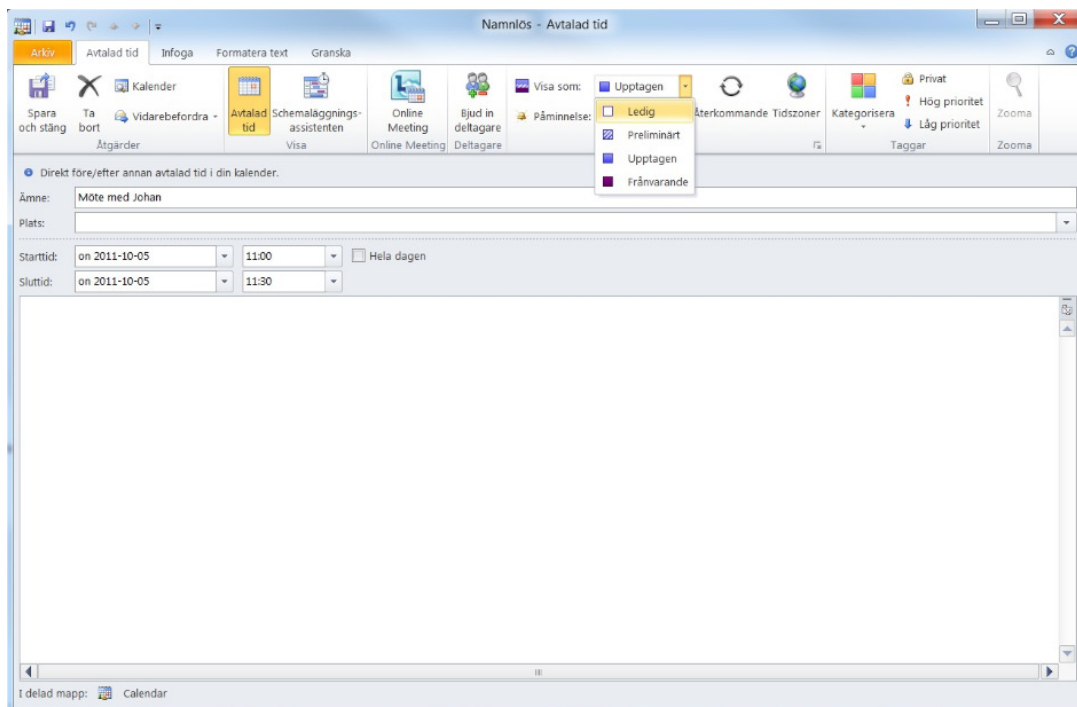 Namnlös - Avtalad tid
Arkiv Avtalad tid Infoga Formatera text Granska
Spara och stäng
Ta bort
Kalender
Vidarebefordra
Åtgärder
Avtalad tid
Schemaläggnings-assistenten
Visa
Online Meeting
Online Meeting
Bjud in deltagare
Deltagare
Visa som: Upptagen
Påminnelse:
Ledig
Preliminärt
Upptagen
Frånvarande
Återkommande
Tidszoner
Kategorisera
Privat
Hög prioritet
Låg prioritet
Taggar
Zooma
Zooma
Direkt före/efter annan avtalad tid i din kalender.
Ämne: Möte med Johan
Plats:
Starttid: on 2011-10-05 11:00 Hela dagen
Sluttid: on 2011-10-05 11:30
I delad mapp: Calendar